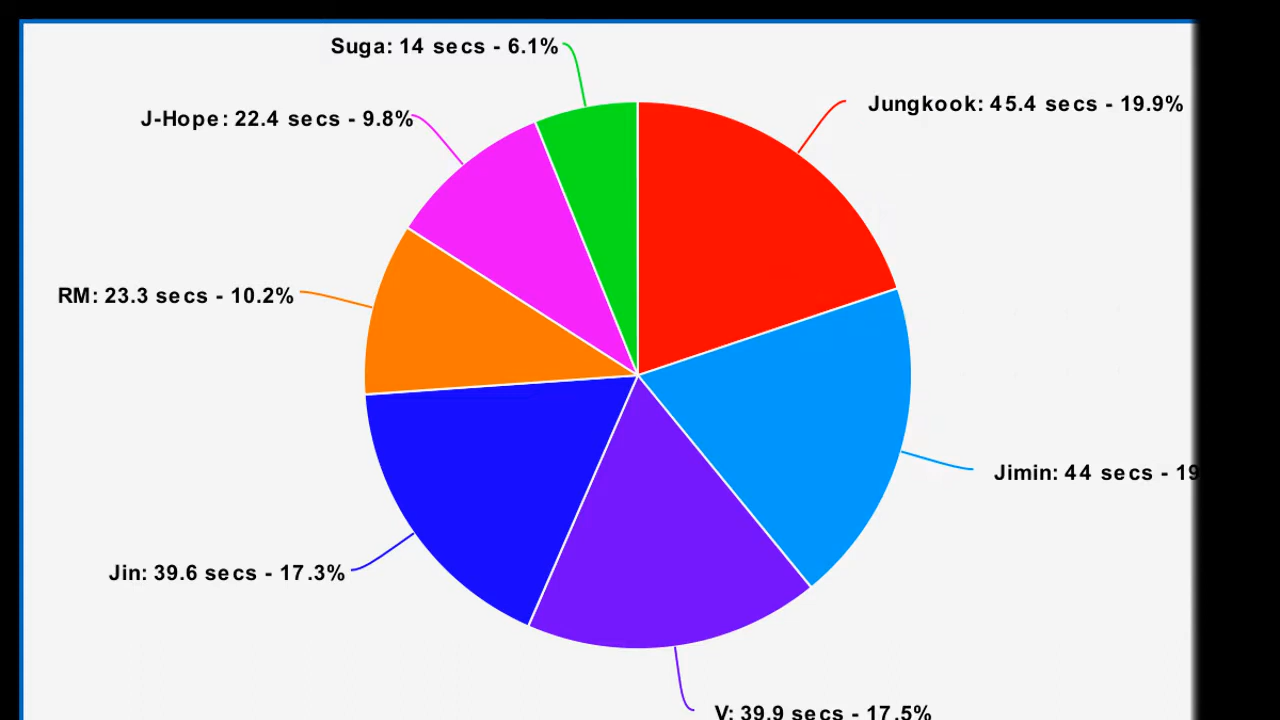 Suga: 14 secs - 6.1%
Jungkook: 45.4 secs - 19.9%
J-Hope: 22.4 secs - 9.8%
RM: 23.3 secs - 10.2%
Jimin: 44 secs - 19
Jin: 39.6 secs - 17.3%
V: 39.9 secs - 17.5%